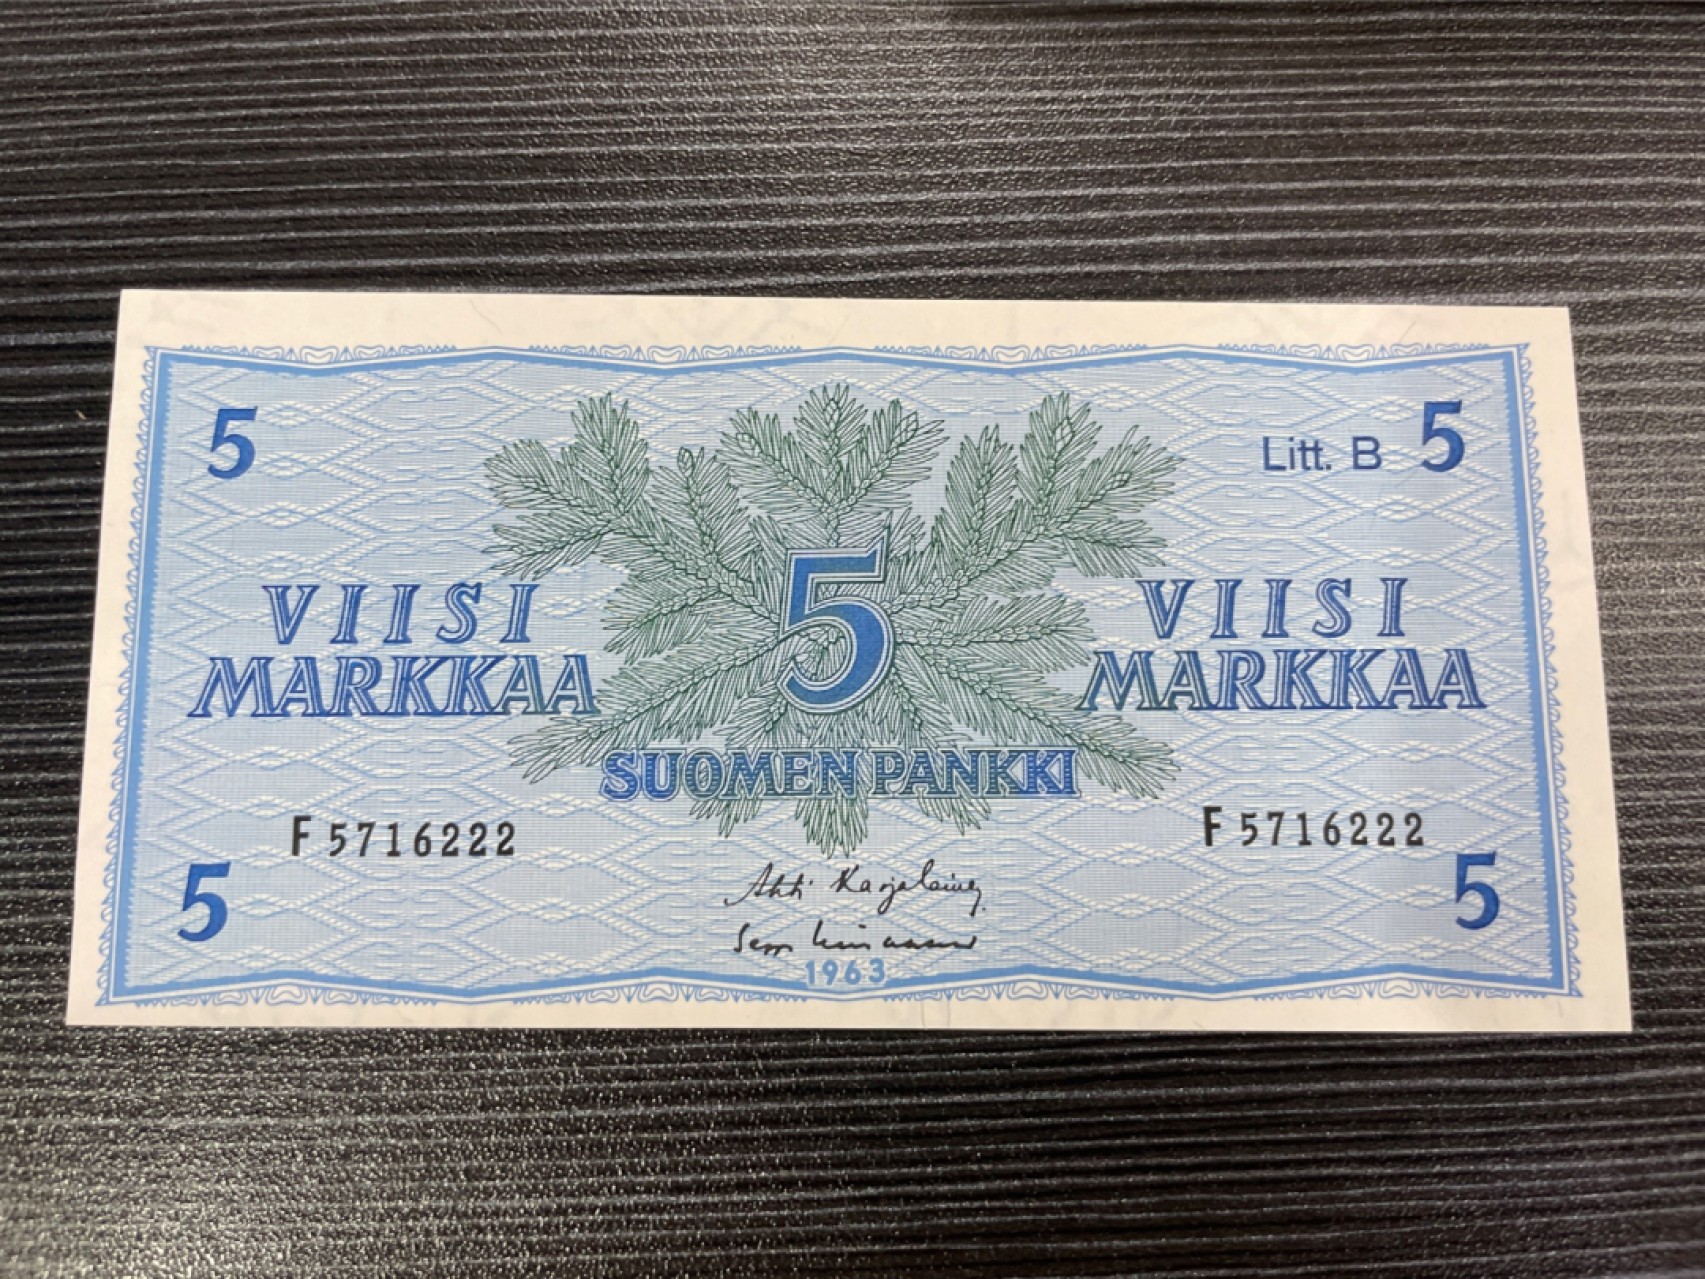 5
Litt. B 5
VIISI
MARKKAA
5
VIISI
MARKKAA
SUOMEN PANKKI
F 5716222
F 5716222
5
5
Ahti Karjalainen
1963